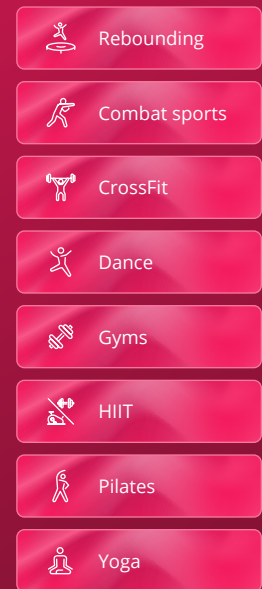 Rebounding
Combat sports
CrossFit
Dance
Gyms
HIIT
Pilates
Yoga